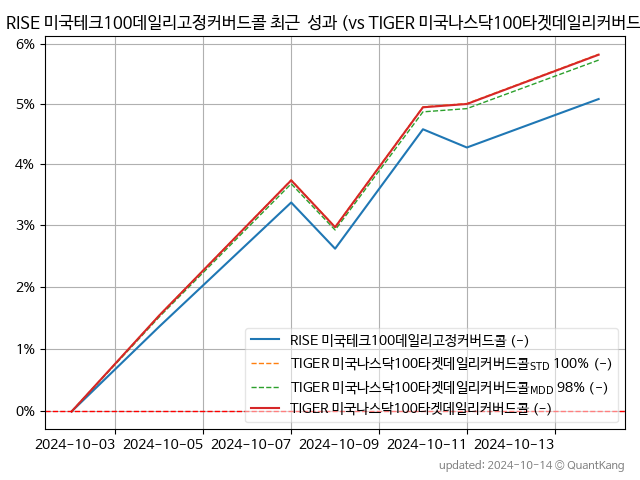 RISE 미국테크100데일리고정커버드콜 최근 성과 (vs TIGER 미국나스닥100타겟데일리커버드
6%
5%
4%
3%
2%
1%
0%
RISE 미국테크100데일리고정커버드콜 (-)
TIGER 미국나스닥100타겟데일리커버드콜STD 100% (-)
TIGER 미국나스닥100타겟데일리커버드콜MDD 98% (-)
TIGER 미국나스닥100타겟데일리커버드콜 (-)
2024-10-03 2024-10-05 2024-10-07 2024-10-09 2024-10-11 2024-10-13
updated: 2024-10-14 © QuantKang